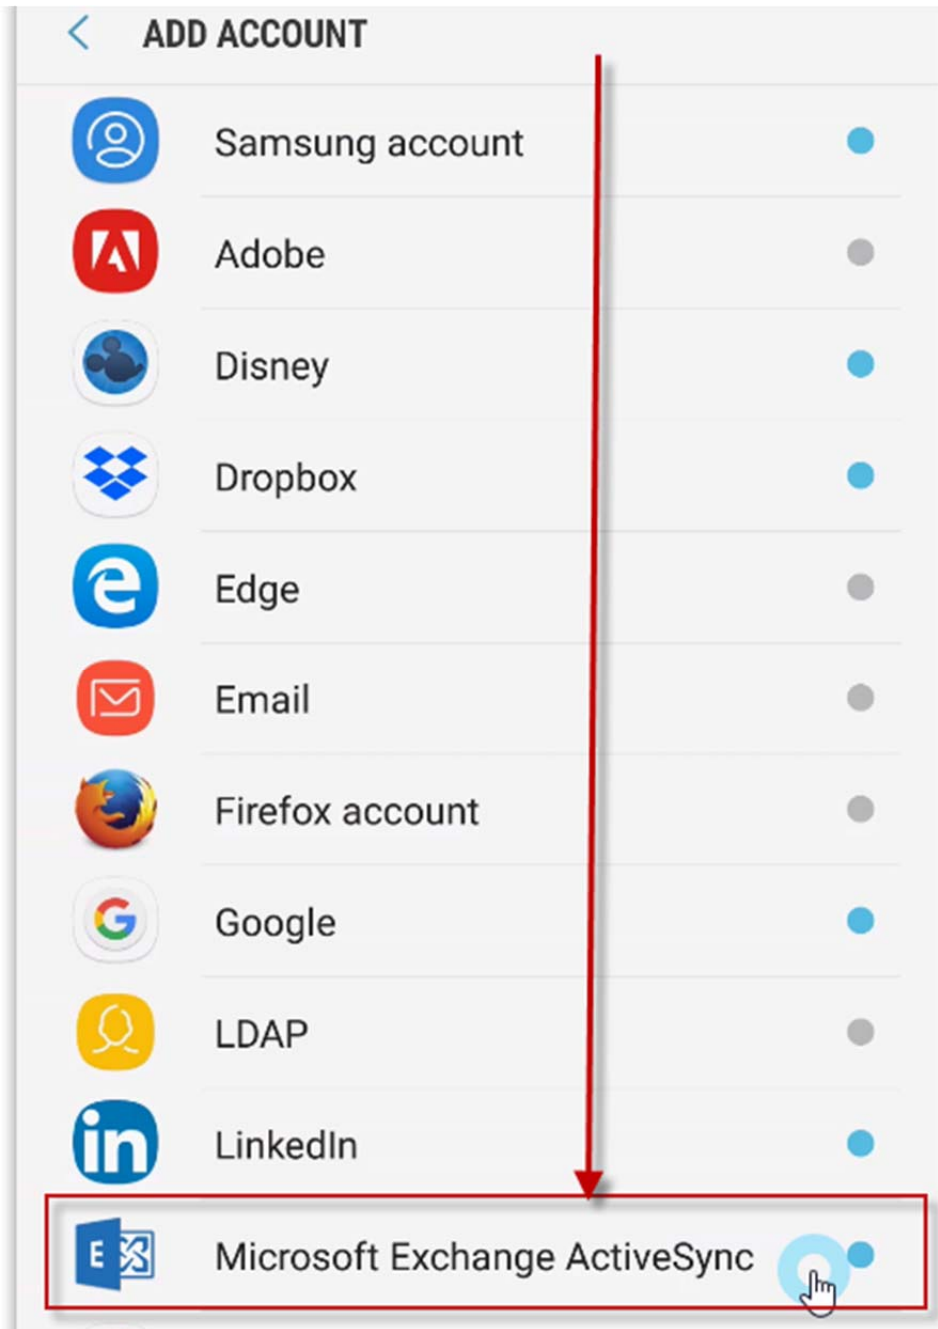 ADD ACCOUNT
Samsung account
Adobe
Disney
Dropbox
Edge
Email
Firefox account
Google
LDAP
LinkedIn
Microsoft Exchange ActiveSync